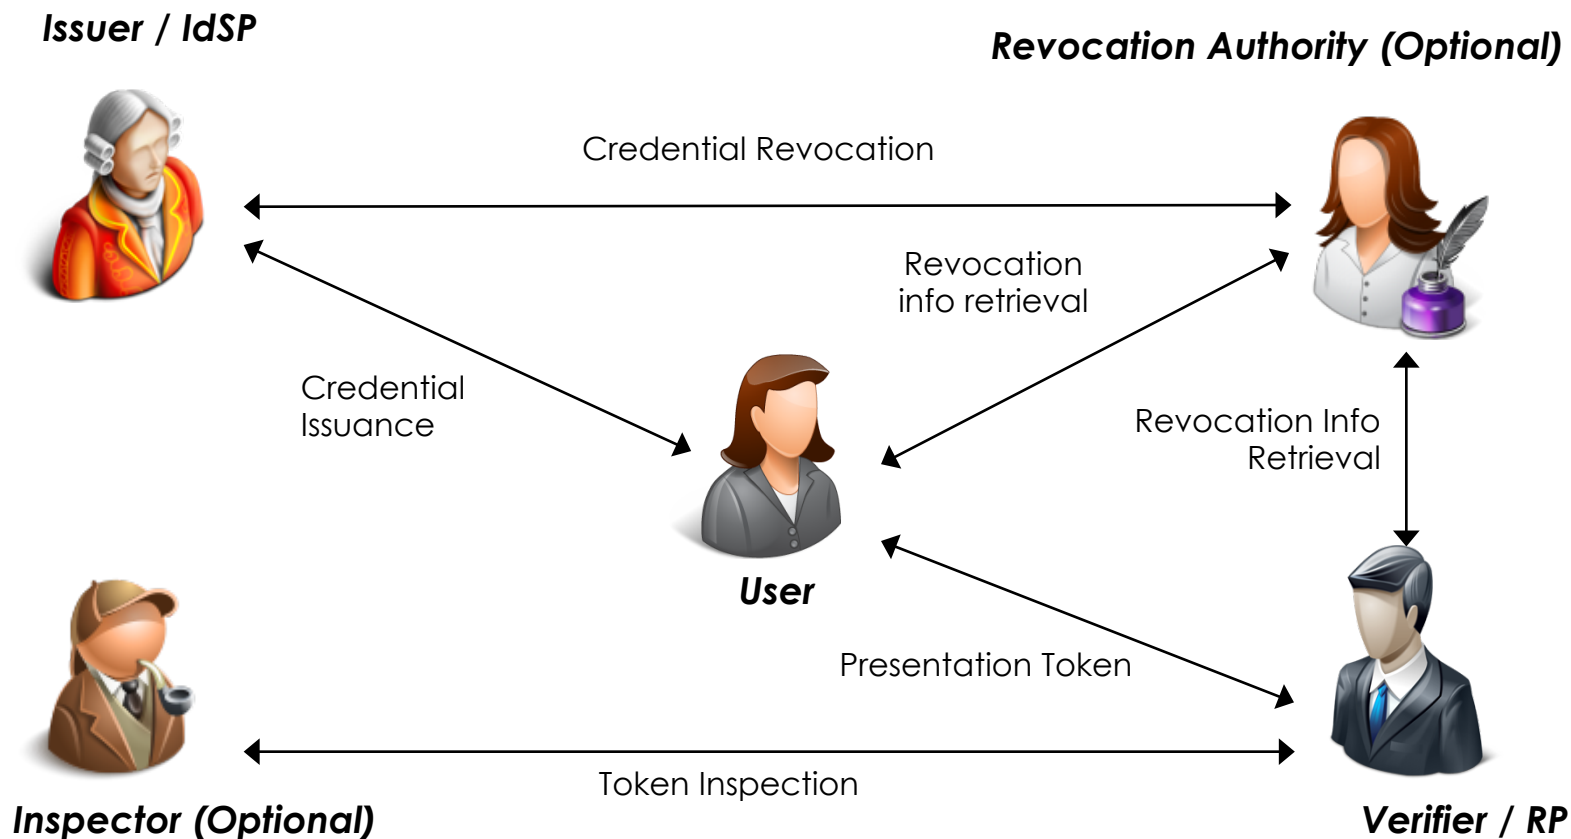 Issuer / IdSP
Revocation Authority (Optional)
Credential Revocation
Revocation
info retrieval
Credential
Issuance
Revocation Info
Retrieval
User
Presentation Token
Token Inspection
Inspector (Optional)
Verifier / RP